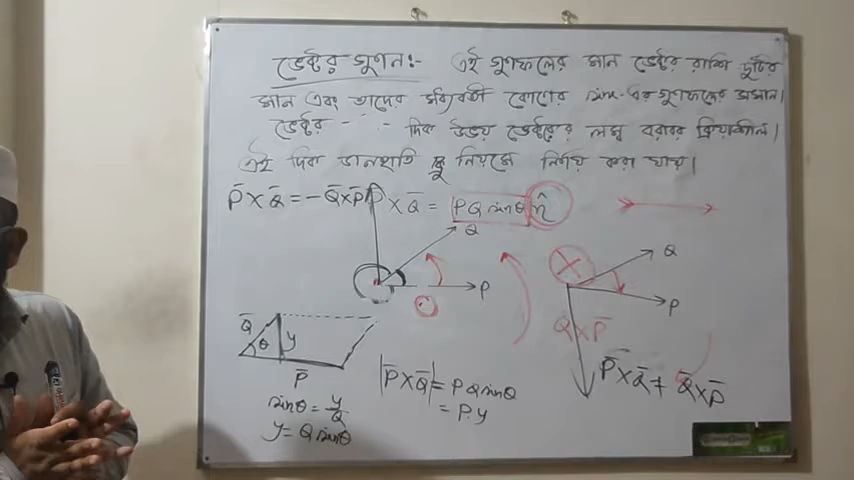 ভেক্টর গুণন:- এই গুণফলের মান ভেক্টর রাশি দুটির
মান এবং তাদের মধ্যবর্তী কোণের sin-এর গুণফলের সমান।
ভেক্টর - - :- দিক উভয় ভেক্টরের লম্ব বরাবর ক্রিয়াশীল।
এই দিক ডানহাতি স্ক্রু নিয়মে নির্ণয় করা যায়।
P̄ × Q̄ = - Q̄ × P̄
P̄ × Q̄ = PQ sinθ n̂
Q
P
Q
P
X
Q × P̄
Q̄
θ
y
P̄
|P̄ × Q̄| = PQ sinθ
= P.y
P̄ × Q̄ ≠ Q̄ × P̄
sinθ = y/Q
y = Q sinθ